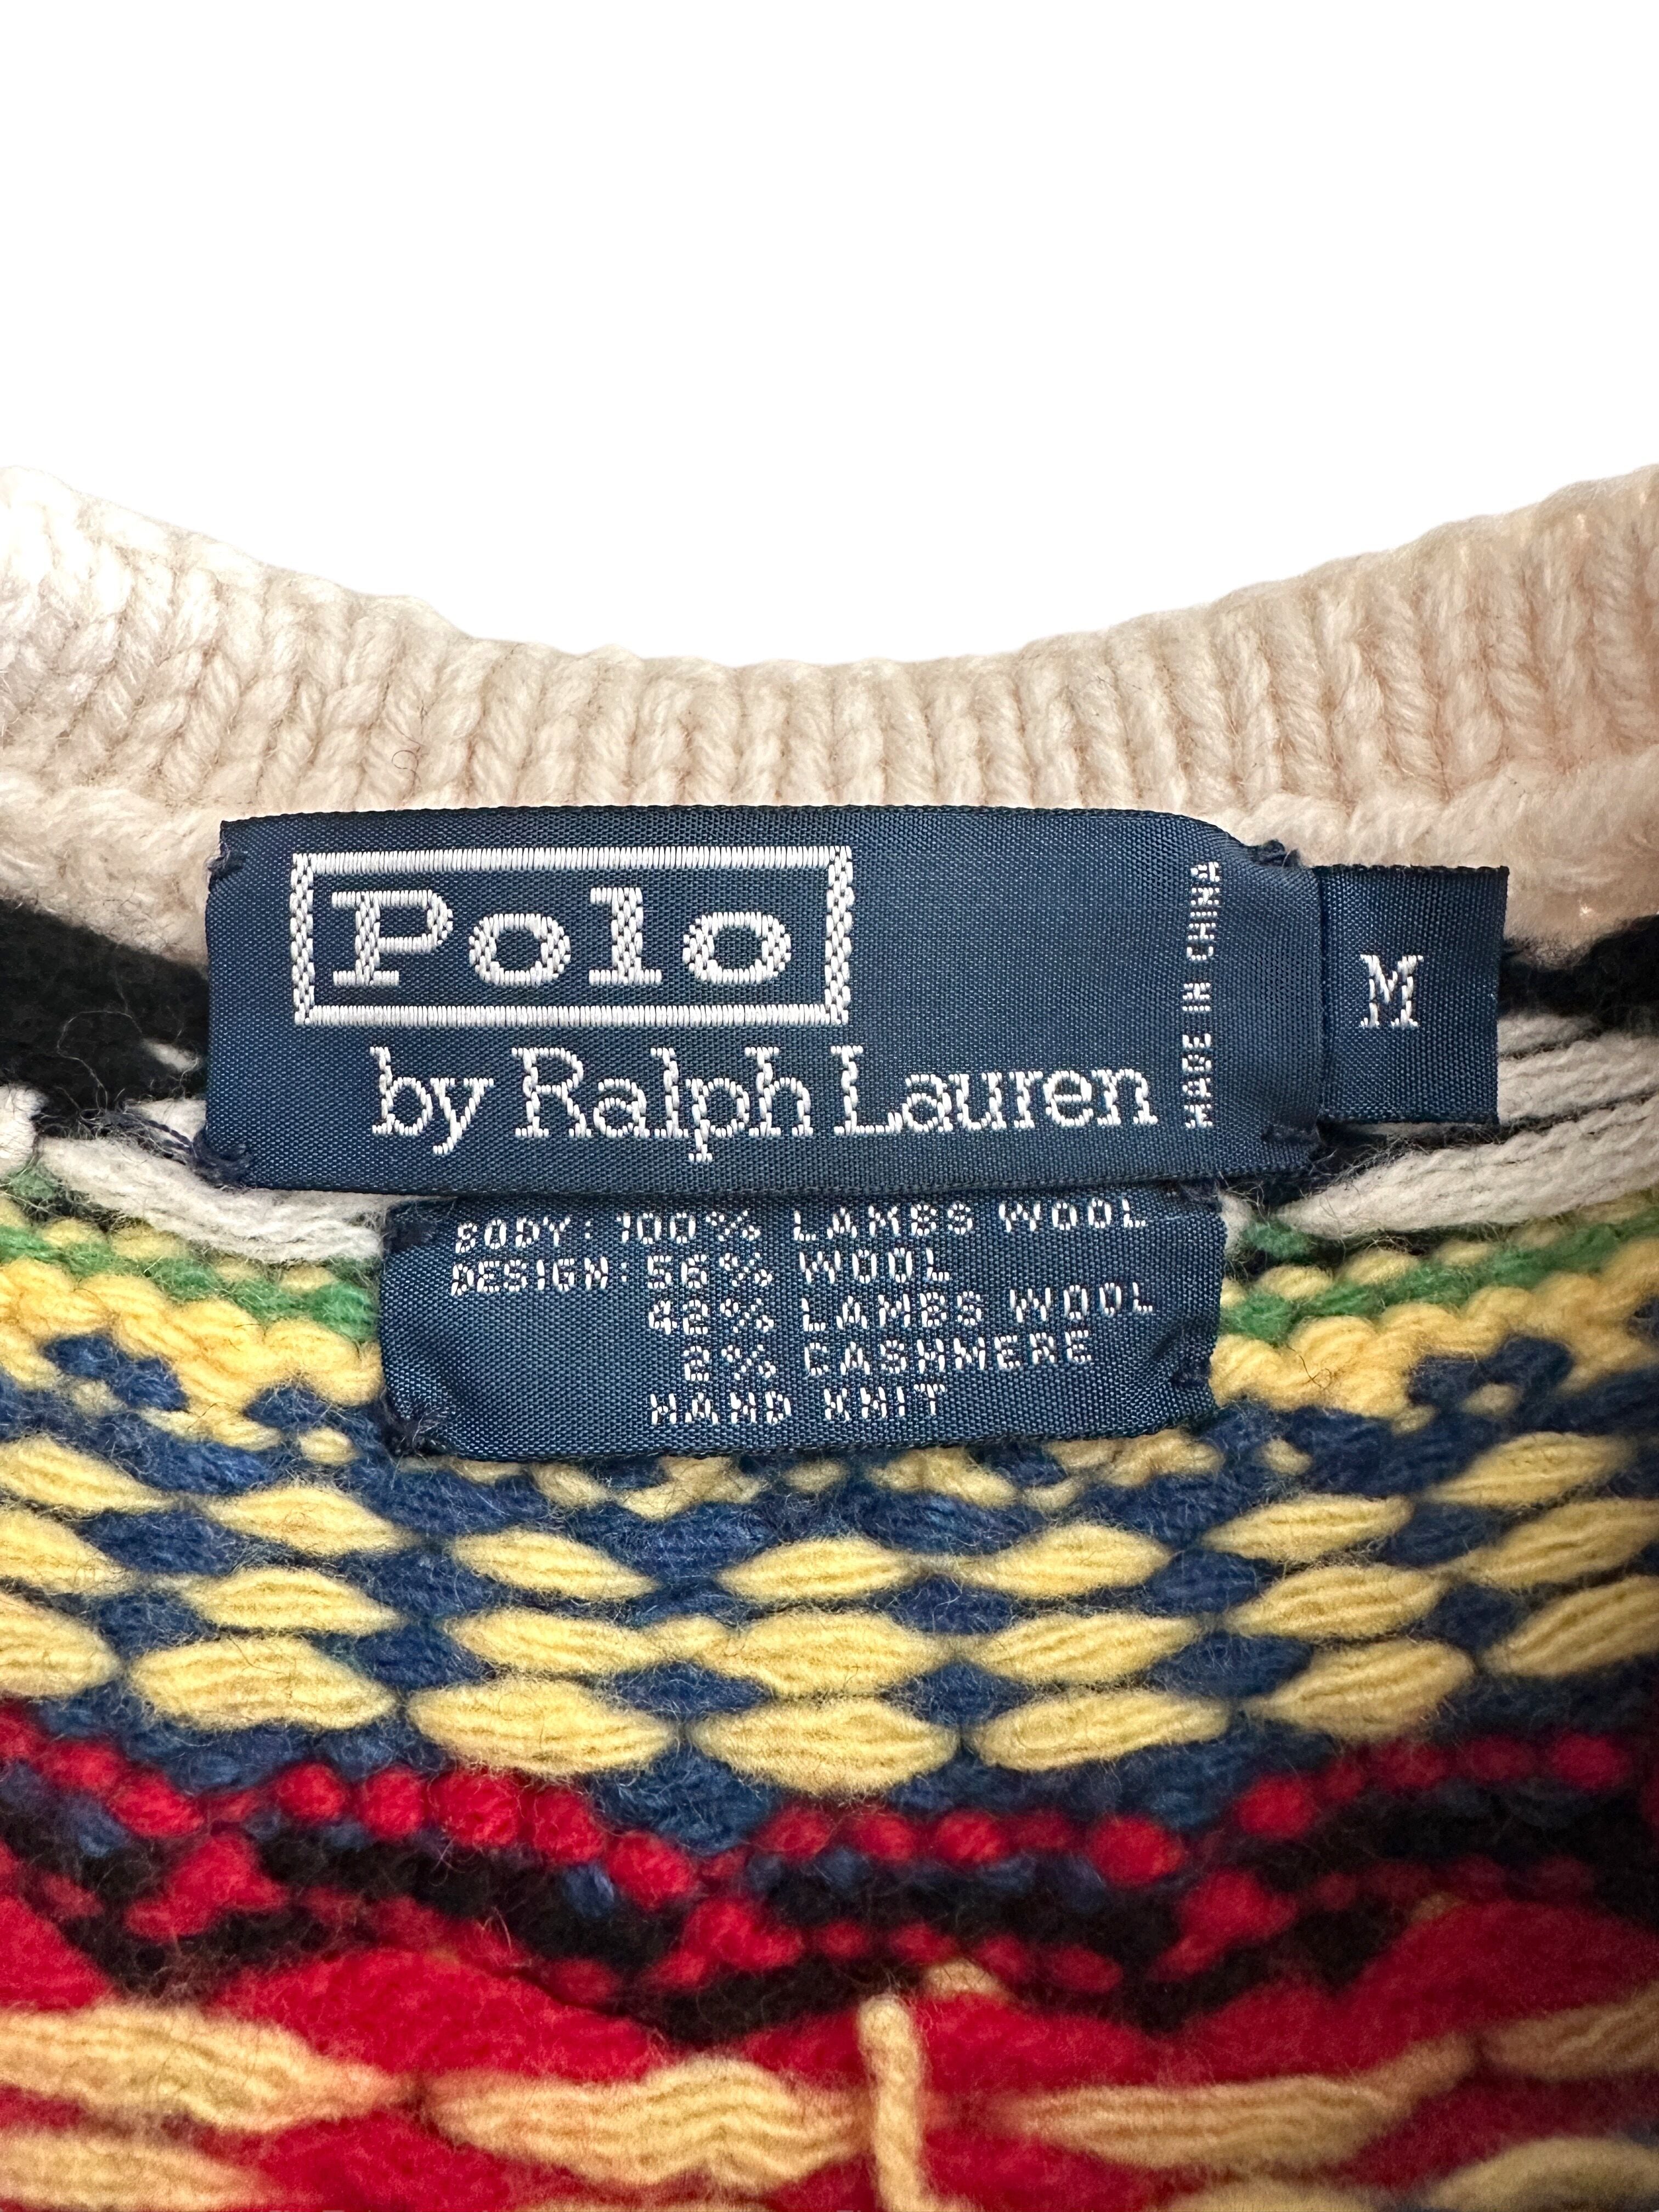 Polo
by Ralph Lauren
MADE IN CHINA
M
BODY: 100% LAMBS WOOL
DESIGN: 56% WOOL
42% LAMBS WOOL
2% CASHMERE
HAND KNIT